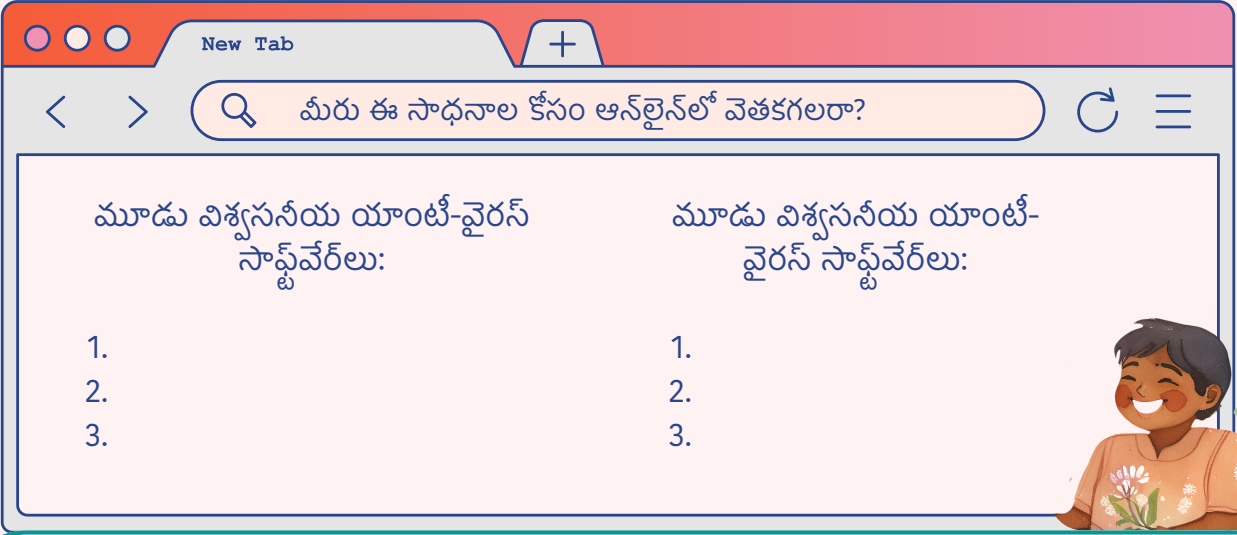 New Tab
మీరు ఈ సాధనాల కోసం ఆన్‌లైన్‌లో వెతకగలరా?
మూడు విశ్వసనీయ యాంటీ-వైరస్
సాఫ్ట్‌వేర్‌లు:
1.
2.
3.
మూడు విశ్వసనీయ యాంటీ-
వైరస్ సాఫ్ట్‌వేర్‌లు:
1.
2.
3.